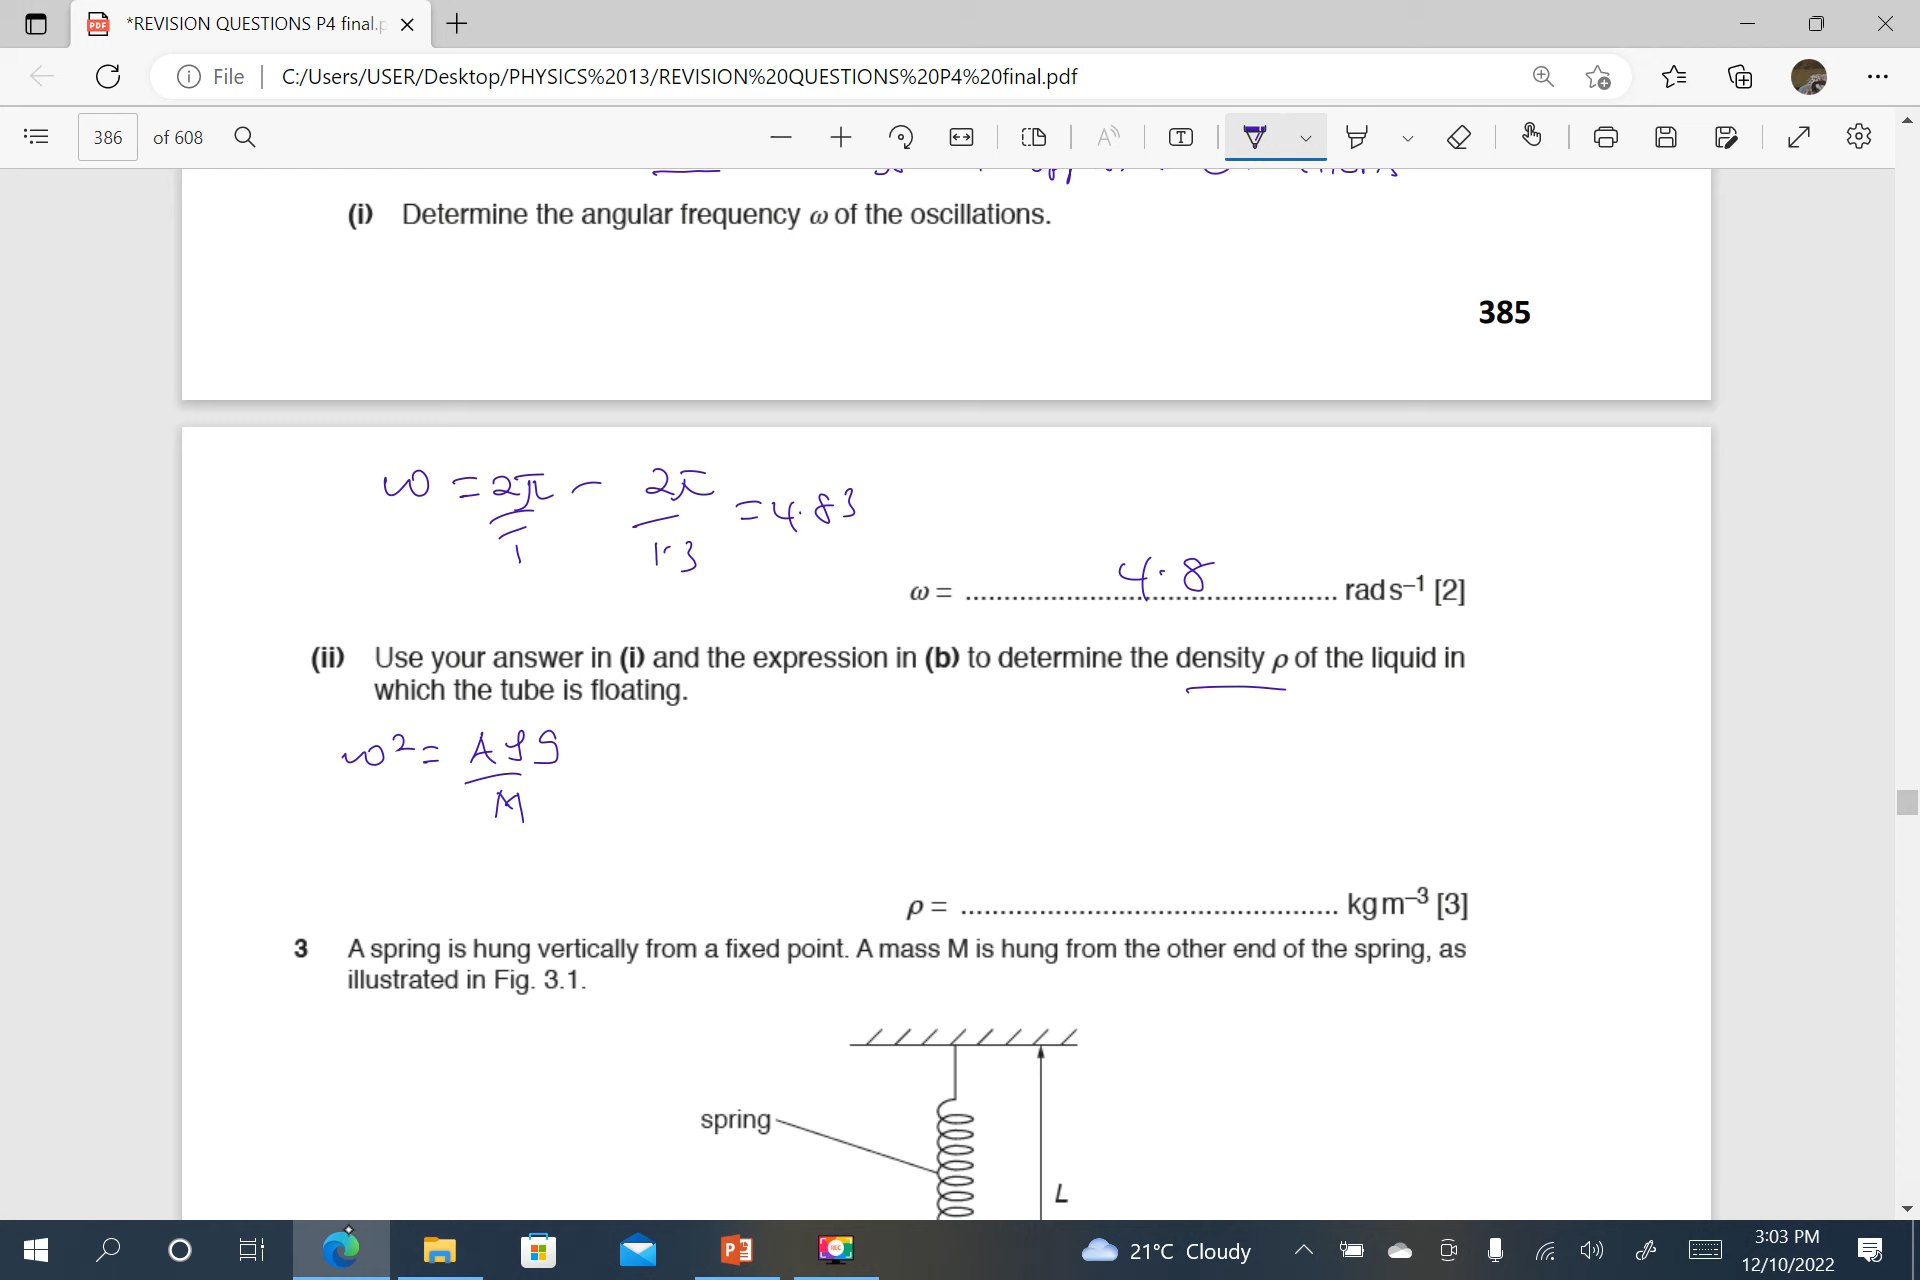 *REVISION QUESTIONS P4 final.p
File
C:/Users/USER/Desktop/PHYSICS%2013/REVISION%20QUESTIONS%20P4%20final.pdf
386 of 608
(i) Determine the angular frequency ω of the oscillations.
385
ω = 2π/T = 2π/1.3 = 4.83
4.8
ω = ................................................. rad s⁻¹ [2]
(ii) Use your answer in (i) and the expression in (b) to determine the density ρ of the liquid in
which the tube is floating.
ω² = Aρg/M
ρ = ................................................. kg m⁻³ [3]
3 A spring is hung vertically from a fixed point. A mass M is hung from the other end of the spring, as
illustrated in Fig. 3.1.
spring
L
21°C Cloudy
3:03 PM
12/10/2022